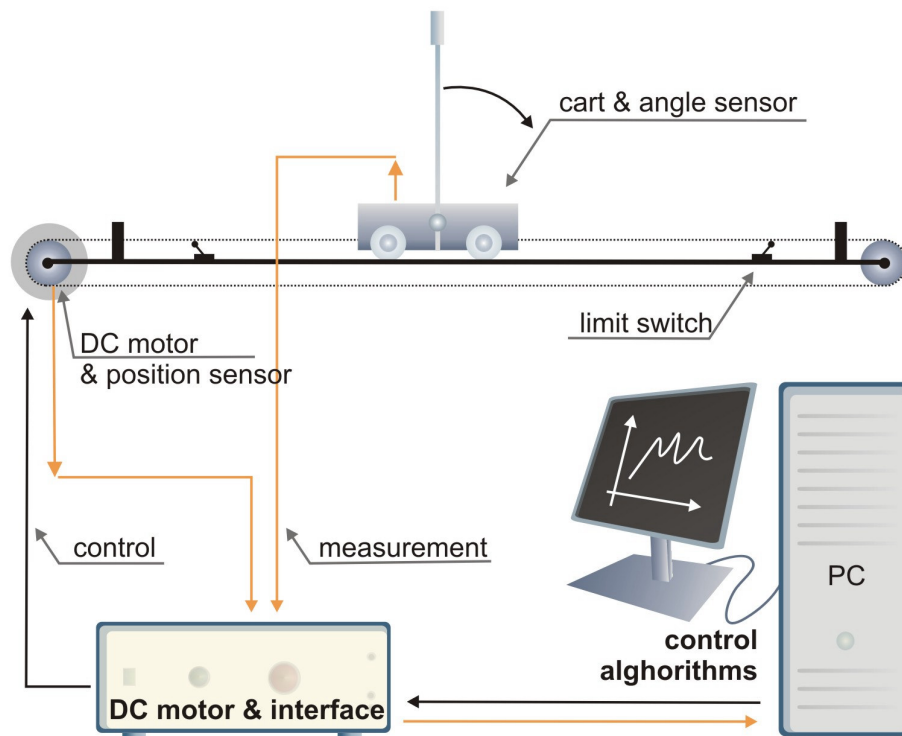 cart & angle sensor
limit switch
DC motor
& position sensor
control
measurement
PC
control
alghorithms
DC motor & interface